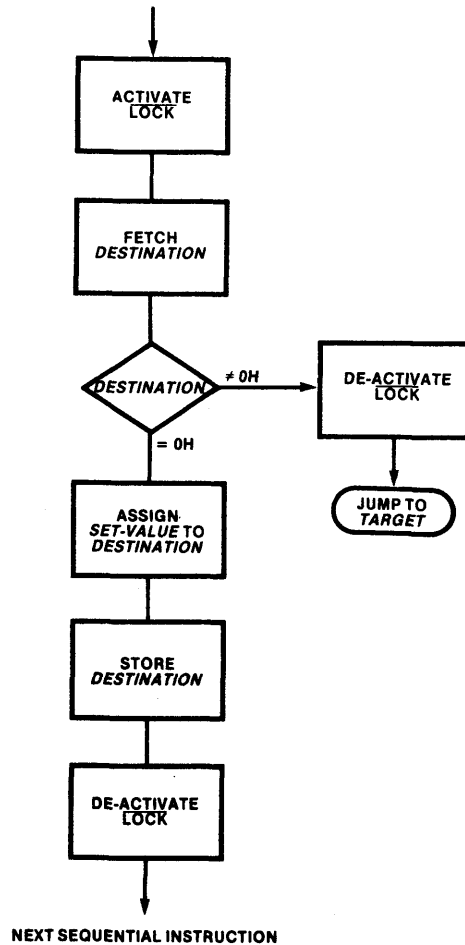 ACTIVATE
LOCK
FETCH
DESTINATION
DESTINATION
≠ 0H
DE-ACTIVATE
LOCK
= 0H
JUMP TO
TARGET
ASSIGN
SET-VALUE TO
DESTINATION
STORE
DESTINATION
DE-ACTIVATE
LOCK
NEXT SEQUENTIAL INSTRUCTION